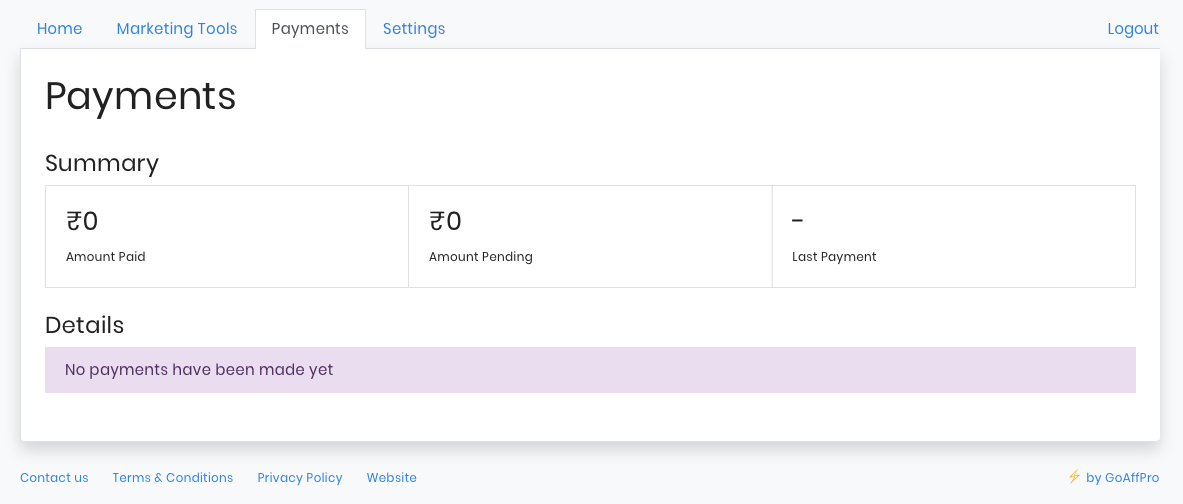 Home Marketing Tools Payments Settings Logout
Payments
Summary
₹0 ₹0 -
Amount Paid Amount Pending Last Payment
Details
No payments have been made yet
Contact us Terms & Conditions Privacy Policy Website ⚡ by GoAffPro